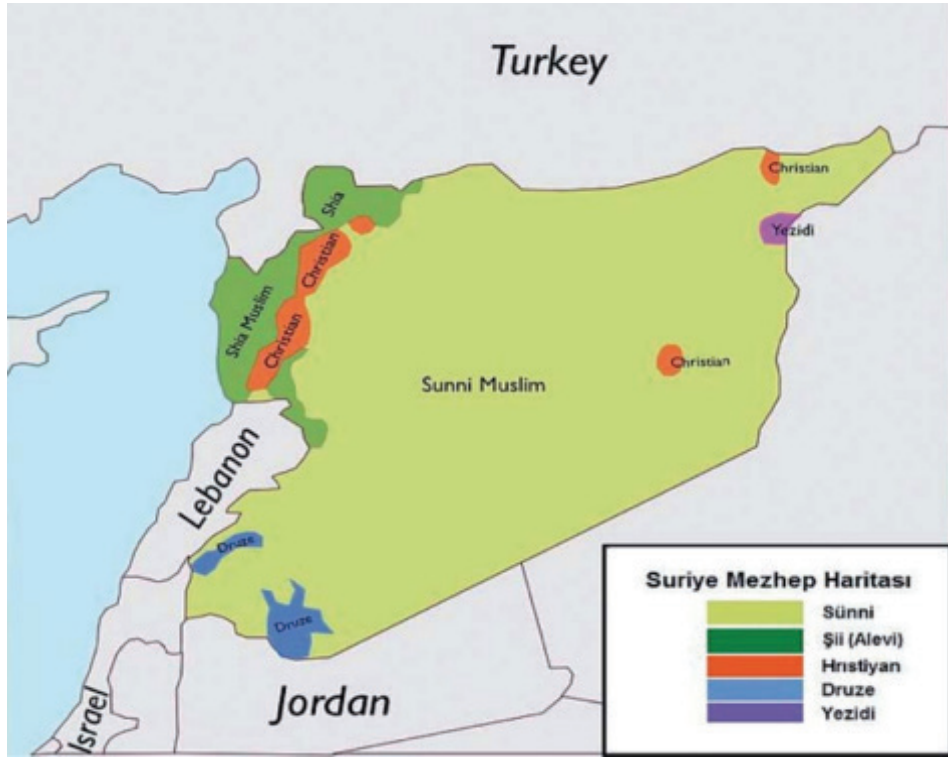 Turkey
Christian
Shia
Yezidi
Christian
Shia Muslim
Christian
Christian
Sunni Muslim
Lebanon
Druze
Druze
Jordan
Israel
Suriye Mezhep Haritası
Sünni
Şii (Alevi)
Hrıstiyan
Druze
Yezidi